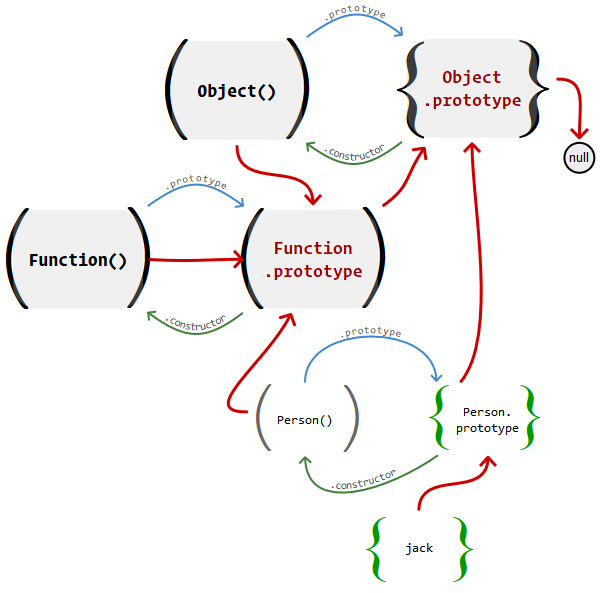 .prototype
Object()
Object
.prototype
.constructor
null
.prototype
Function()
Function
.prototype
.constructor
.prototype
Person()
Person.
prototype
.constructor
jack